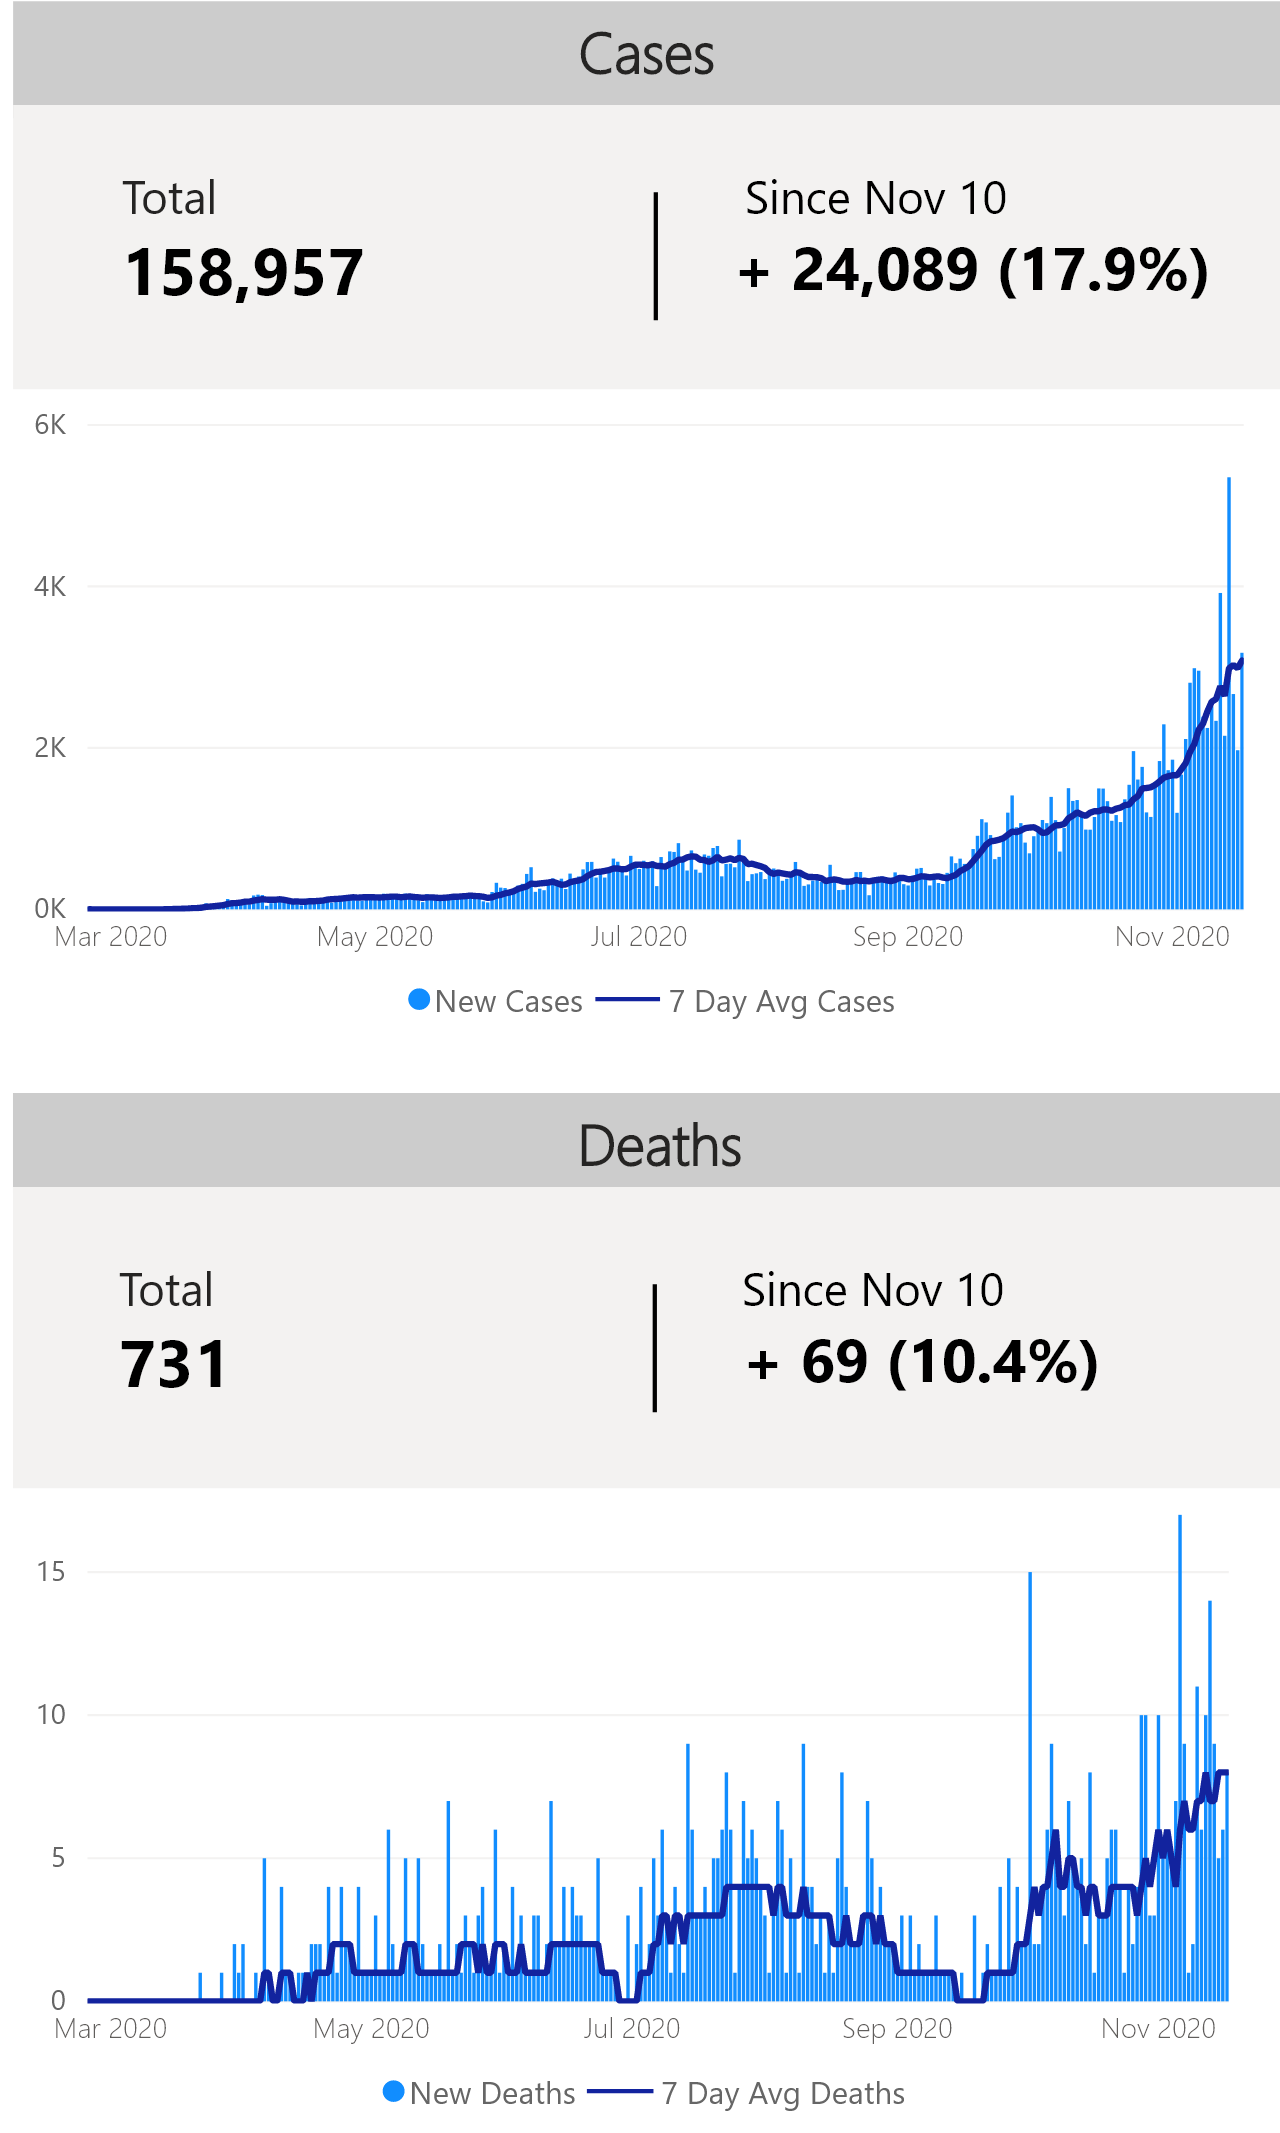 Cases
Total
Since Nov 10
158,957
+ 24,089 (17.9%)
6K
4K
2K
0K
Mar 2020 May 2020 Jul 2020 Sep 2020 Nov 2020
New Cases 7 Day Avg Cases
Deaths
Total
Since Nov 10
731
+ 69 (10.4%)
15
10
5
0
Mar 2020 May 2020 Jul 2020 Sep 2020 Nov 2020
New Deaths 7 Day Avg Deaths